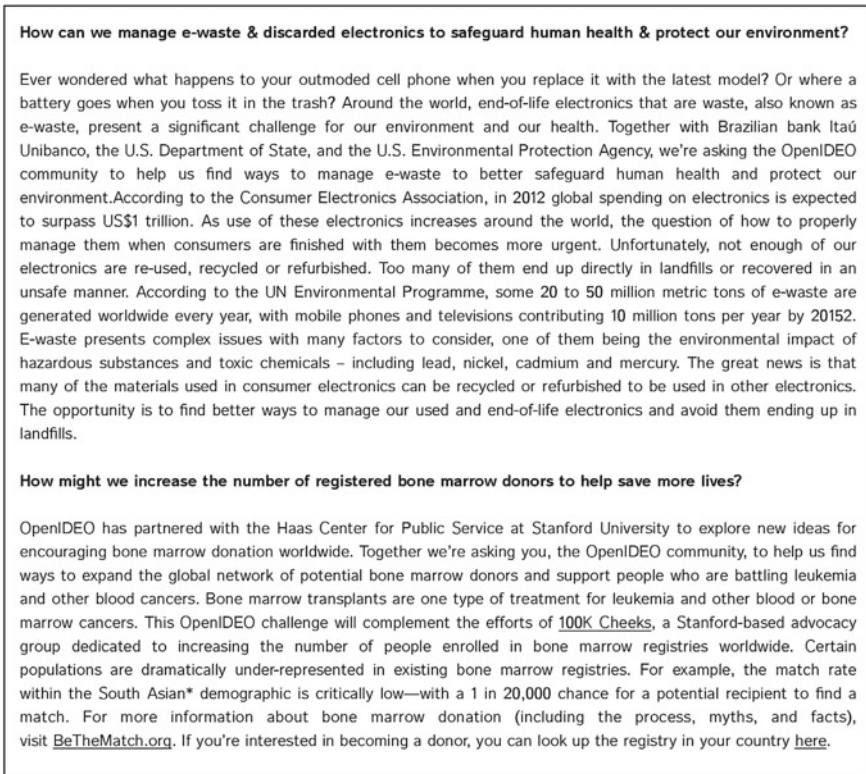 How can we manage e-waste & discarded electronics to safeguard human health & protect our environment?
Ever wondered what happens to your outmoded cell phone when you replace it with the latest model? Or where a
battery goes when you toss it in the trash? Around the world, end-of-life electronics that are waste, also known as
e-waste, present a significant challenge for our environment and our health. Together with Brazilian bank Itaú
Unibanco, the U.S. Department of State, and the U.S. Environmental Protection Agency, we're asking the OpenIDEO
community to help us find ways to manage e-waste to better safeguard human health and protect our
environment.According to the Consumer Electronics Association, in 2012 global spending on electronics is expected
to surpass US$1 trillion. As use of these electronics increases around the world, the question of how to properly
manage them when consumers are finished with them becomes more urgent. Unfortunately, not enough of our
electronics are re-used, recycled or refurbished. Too many of them end up directly in landfills or recovered in an
unsafe manner. According to the UN Environmental Programme, some 20 to 50 million metric tons of e-waste are
generated worldwide every year, with mobile phones and televisions contributing 10 million tons per year by 20152.
E-waste presents complex issues with many factors to consider, one of them being the environmental impact of
hazardous substances and toxic chemicals – including lead, nickel, cadmium and mercury. The great news is that
many of the materials used in consumer electronics can be recycled or refurbished to be used in other electronics.
The opportunity is to find better ways to manage our used and end-of-life electronics and avoid them ending up in
landfills.
How might we increase the number of registered bone marrow donors to help save more lives?
OpenIDEO has partnered with the Haas Center for Public Service at Stanford University to explore new ideas for
encouraging bone marrow donation worldwide. Together we're asking you, the OpenIDEO community, to help us find
ways to expand the global network of potential bone marrow donors and support people who are battling leukemia
and other blood cancers. Bone marrow transplants are one type of treatment for leukemia and other blood or bone
marrow cancers. This OpenIDEO challenge will complement the efforts of 100K Cheeks, a Stanford-based advocacy
group dedicated to increasing the number of people enrolled in bone marrow registries worldwide. Certain
populations are dramatically under-represented in existing bone marrow registries. For example, the match rate
within the South Asian* demographic is critically low—with a 1 in 20,000 chance for a potential recipient to find a
match. For more information about bone marrow donation (including the process, myths, and facts),
visit BeTheMatch.org. If you're interested in becoming a donor, you can look up the registry in your country here.